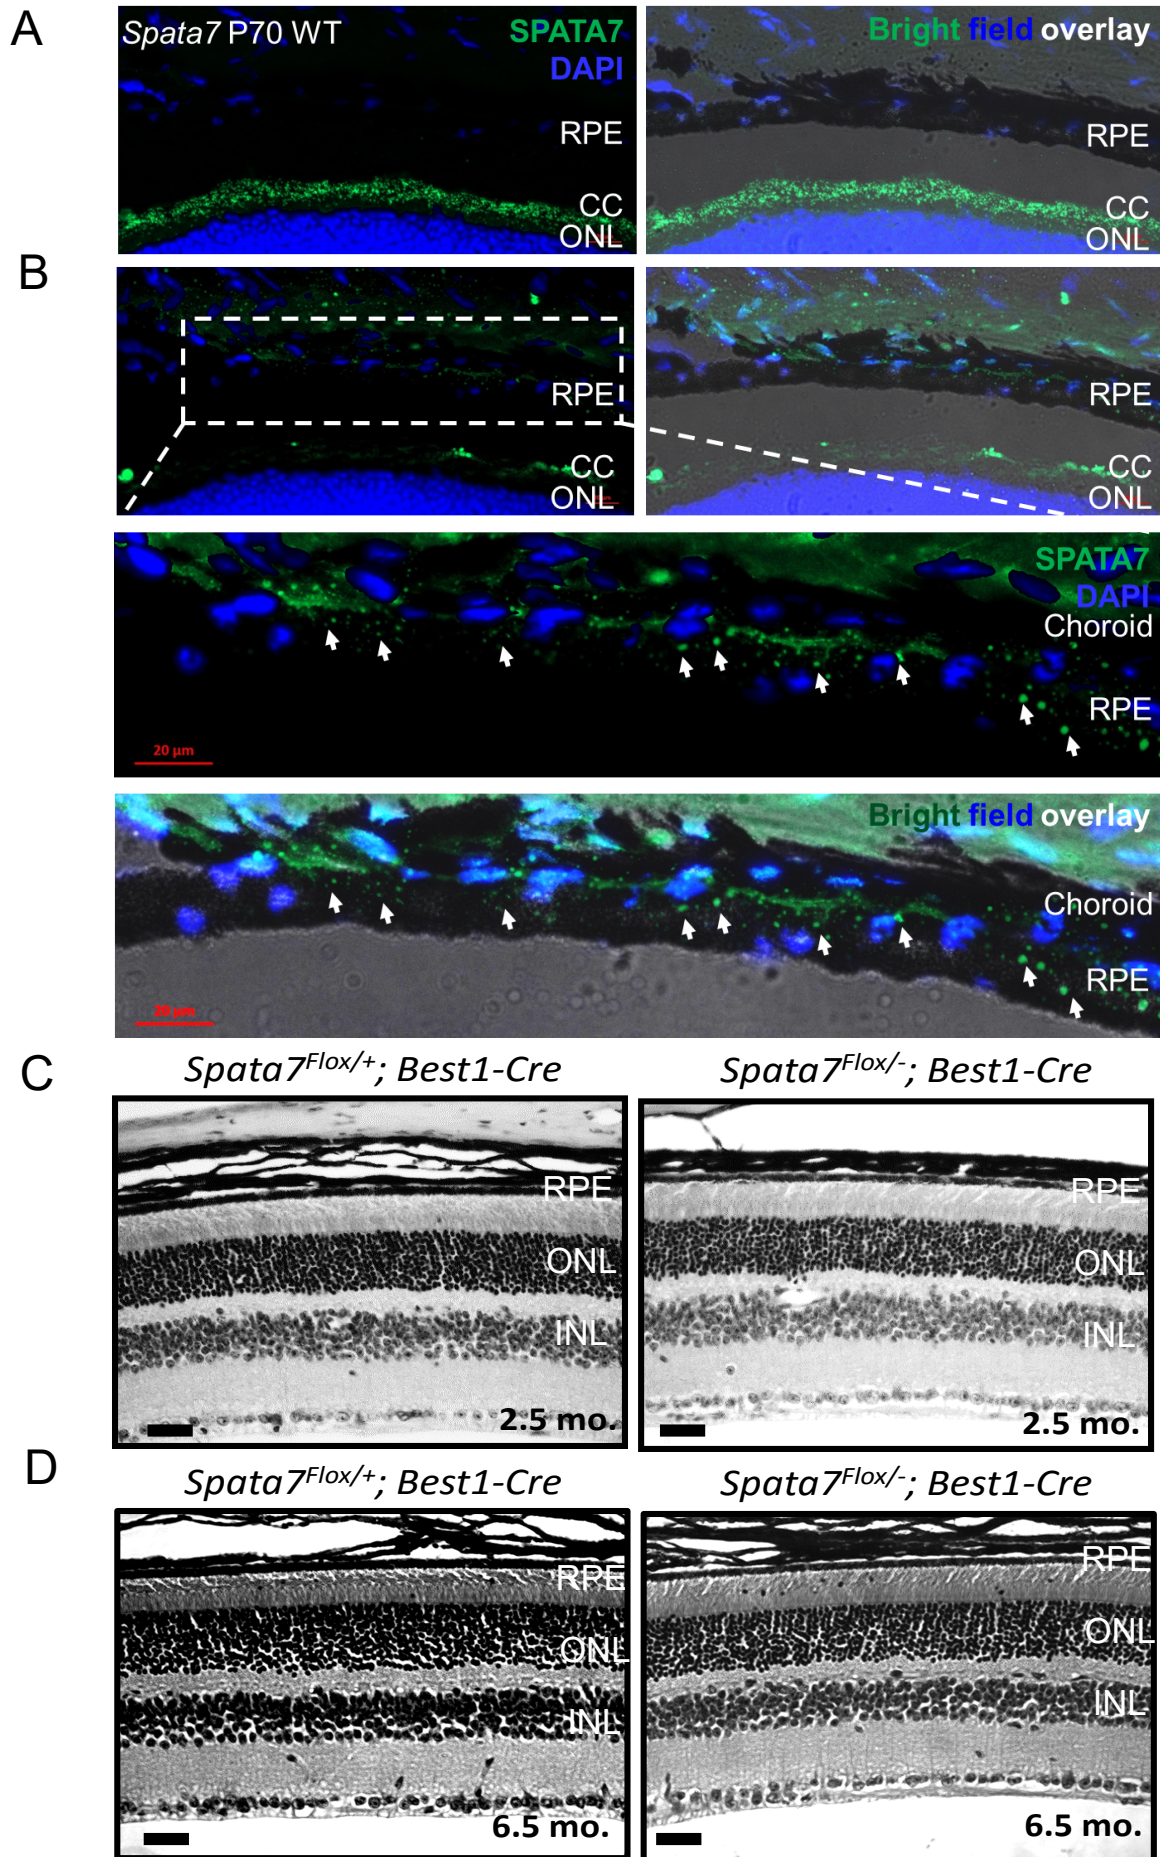 A
Spata7 P70 WT
SPATA7
DAPI
RPE
CC
ONL
Bright field overlay
RPE
CC
ONL
B
RPE
CC
ONL
RPE
CC
ONL
SPATA7
DAPI
Choroid
RPE
20 µm
Bright field overlay
Choroid
RPE
20 µm
C
Spata7Flox/+; Best1-Cre
Spata7Flox/-; Best1-Cre
RPE
ONL
INL
2.5 mo.
RPE
ONL
INL
2.5 mo.
D
Spata7Flox/+; Best1-Cre
Spata7Flox/-; Best1-Cre
RPE
ONL
INL
6.5 mo.
RPE
ONL
INL
6.5 mo.